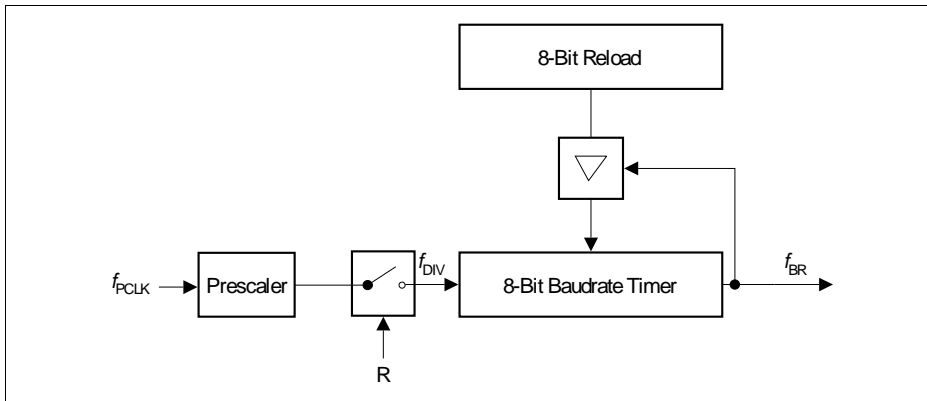 8-Bit Reload
fPCLK
Prescaler
fDIV
8-Bit Baudrate Timer
fBR
R